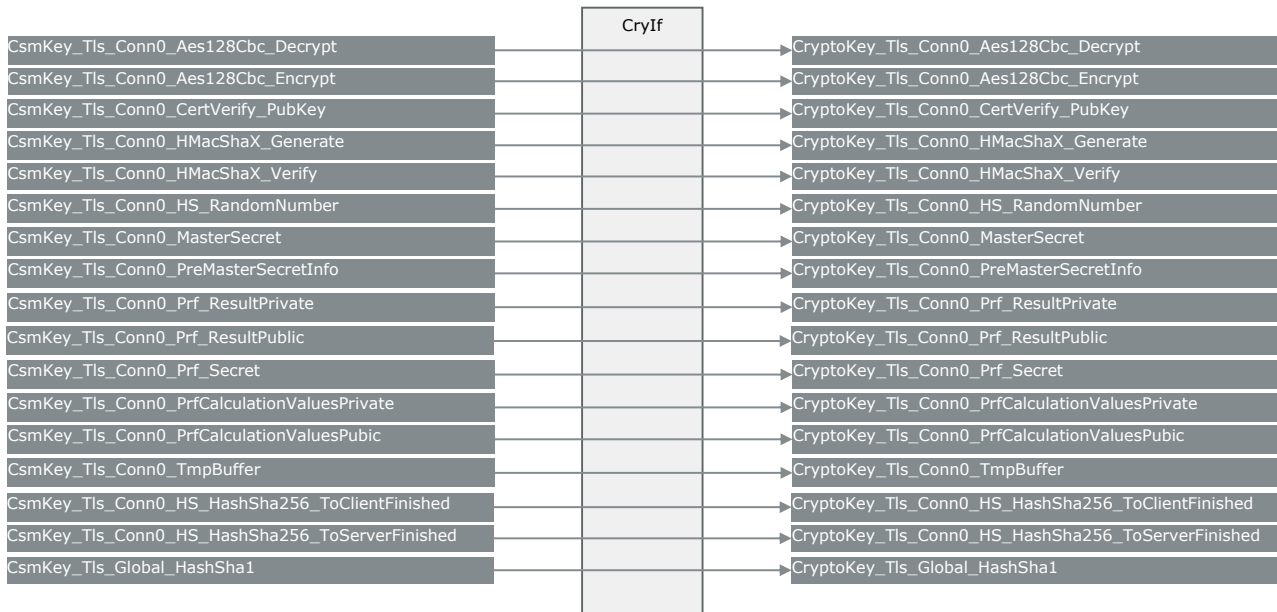 CryIf
CsmKey_Tls_Conn0_Aes128Cbc_Decrypt CryptoKey_Tls_Conn0_Aes128Cbc_Decrypt
CsmKey_Tls_Conn0_Aes128Cbc_Encrypt CryptoKey_Tls_Conn0_Aes128Cbc_Encrypt
CsmKey_Tls_Conn0_CertVerify_PubKey CryptoKey_Tls_Conn0_CertVerify_PubKey
CsmKey_Tls_Conn0_HMacShaX_Generate CryptoKey_Tls_Conn0_HMacShaX_Generate
CsmKey_Tls_Conn0_HMacShaX_Verify CryptoKey_Tls_Conn0_HMacShaX_Verify
CsmKey_Tls_Conn0_HS_RandomNumber CryptoKey_Tls_Conn0_HS_RandomNumber
CsmKey_Tls_Conn0_MasterSecret CryptoKey_Tls_Conn0_MasterSecret
CsmKey_Tls_Conn0_PreMasterSecretInfo CryptoKey_Tls_Conn0_PreMasterSecretInfo
CsmKey_Tls_Conn0_Prf_ResultPrivate CryptoKey_Tls_Conn0_Prf_ResultPrivate
CsmKey_Tls_Conn0_Prf_ResultPublic CryptoKey_Tls_Conn0_Prf_ResultPublic
CsmKey_Tls_Conn0_Prf_Secret CryptoKey_Tls_Conn0_Prf_Secret
CsmKey_Tls_Conn0_PrfCalculationValuesPrivate CryptoKey_Tls_Conn0_PrfCalculationValuesPrivate
CsmKey_Tls_Conn0_PrfCalculationValuesPubic CryptoKey_Tls_Conn0_PrfCalculationValuesPubic
CsmKey_Tls_Conn0_TmpBuffer CryptoKey_Tls_Conn0_TmpBuffer
CsmKey_Tls_Conn0_HS_HashSha256_ToClientFinished CryptoKey_Tls_Conn0_HS_HashSha256_ToClientFinished
CsmKey_Tls_Conn0_HS_HashSha256_ToServerFinished CryptoKey_Tls_Conn0_HS_HashSha256_ToServerFinished
CsmKey_Tls_Global_HashSha1 CryptoKey_Tls_Global_HashSha1